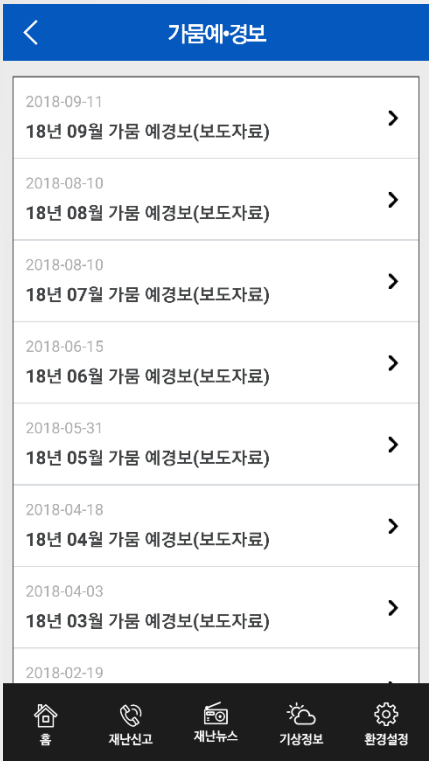 가뭄예•경보
2018-09-11
18년 09월 가뭄 예경보(보도자료)
2018-08-10
18년 08월 가뭄 예경보(보도자료)
2018-08-10
18년 07월 가뭄 예경보(보도자료)
2018-06-15
18년 06월 가뭄 예경보(보도자료)
2018-05-31
18년 05월 가뭄 예경보(보도자료)
2018-04-18
18년 04월 가뭄 예경보(보도자료)
2018-04-03
18년 03월 가뭄 예경보(보도자료)
2018-02-19
홈 재난신고 재난뉴스 기상정보 환경설정